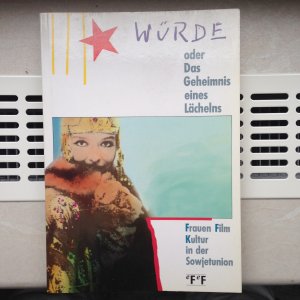 WÜRDE
oder
Das
Geheimnis
eines
Lächelns
Frauen Film
Kultur
in der
Sowjetunion